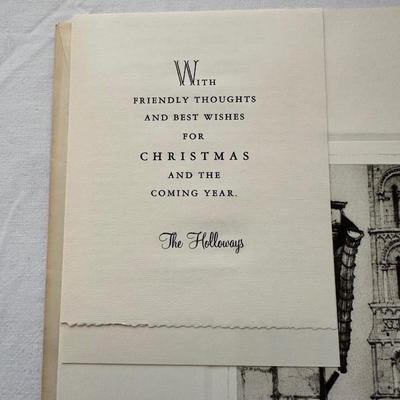 WITH
FRIENDLY THOUGHTS
AND BEST WISHES
FOR
CHRISTMAS
AND THE
COMING YEAR.
The Holloways